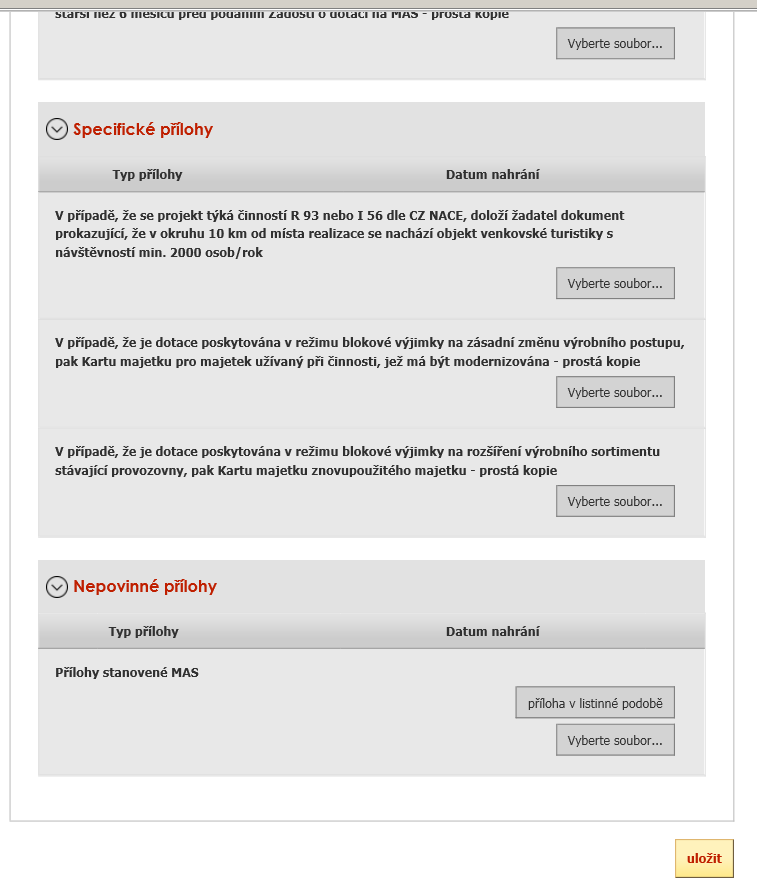 starší než 6 měsíců před podáním Žádosti o dotaci na MAS - prostá kopie
Vyberte soubor...
Specifické přílohy
Typ přílohy Datum nahrání
V případě, že se projekt týká činností R 93 nebo I 56 dle CZ NACE, doloží žadatel dokument
prokazující, že v okruhu 10 km od místa realizace se nachází objekt venkovské turistiky s
návštěvností min. 2000 osob/rok
Vyberte soubor...
V případě, že je dotace poskytována v režimu blokové výjimky na zásadní změnu výrobního postupu,
pak Kartu majetku pro majetek užívaný při činnosti, jež má být modernizována - prostá kopie
Vyberte soubor...
V případě, že je dotace poskytována v režimu blokové výjimky na rozšíření výrobního sortimentu
stávající provozovny, pak Kartu majetku znovupoužitého majetku - prostá kopie
Vyberte soubor...
Nepovinné přílohy
Typ přílohy Datum nahrání
Přílohy stanovené MAS
příloha v listinné podobě
Vyberte soubor...
uložit